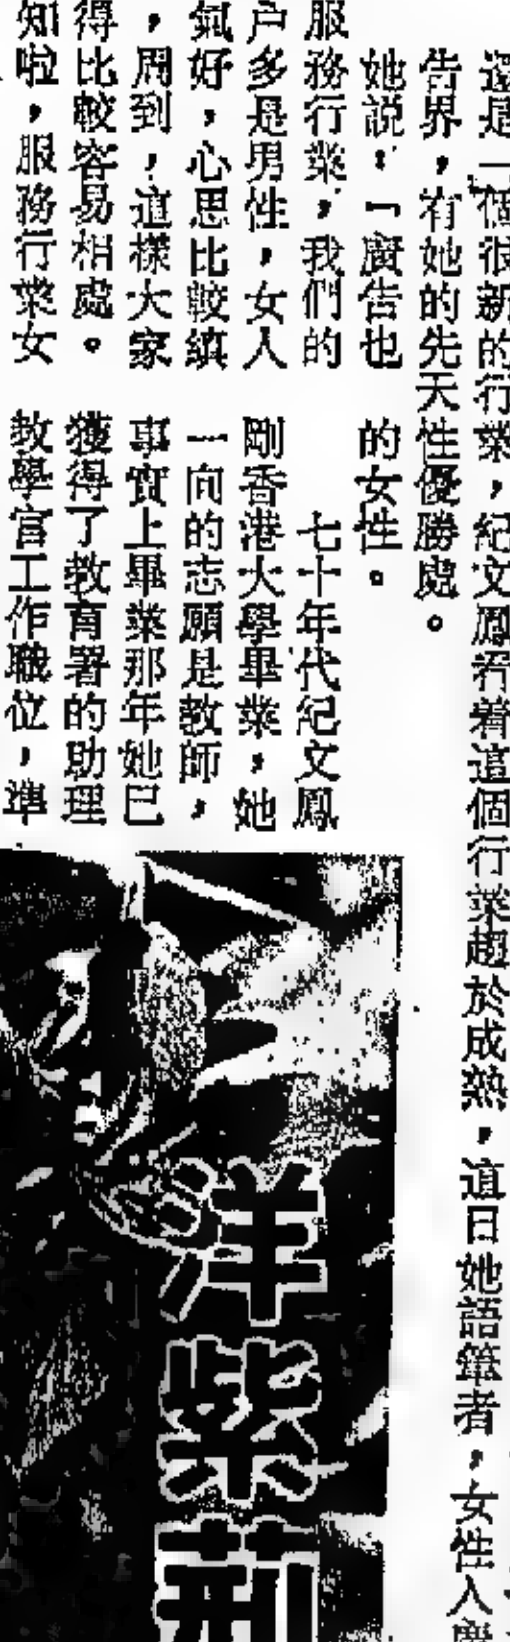 還是一個很新的行業，紀文鳳看着這個行業趨於成熟，這日她語筆者，女性入廣
告界，有她的先天性優勝處。
她說：「廣告也
服務行業，我們的
户多是男性，女人
氣好，心思比較縝
，周到，這樣大家
得比較容易相處。
知啦，服務行業女
的女性。
七十年代紀文鳳
剛香港大學畢業，她
一向的志願是教師，
事實上畢業那年她已
獲得了教育署的助理
教學官工作職位，準
洋紫荊